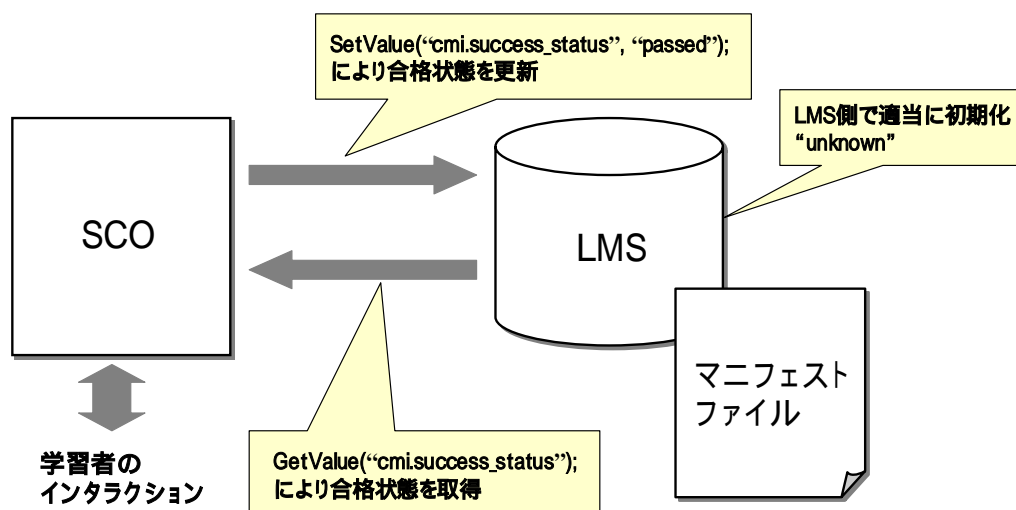 SetValue(“cmi.success_status”, “passed”);
により合格状態を更新
LMS側で適当に初期化
“unknown”
SCO
LMS
マニフェスト
ファイル
学習者の
インタラクション
GetValue(“cmi.success_status”);
により合格状態を取得